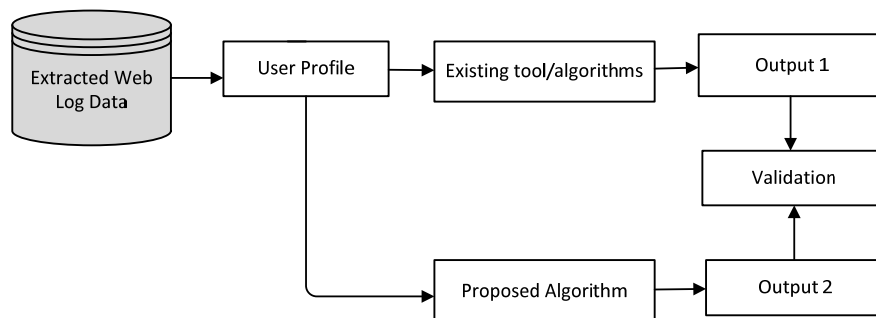 Extracted Web
Log Data
User Profile
Existing tool/algorithms
Output 1
Validation
Proposed Algorithm
Output 2